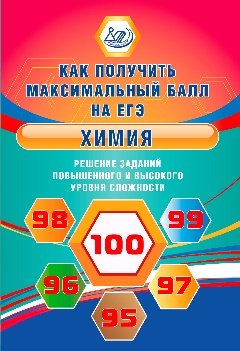 КАК ПОЛУЧИТЬ
МАКСИМАЛЬНЫЙ БАЛЛ
НА ЕГЭ
ХИМИЯ
РЕШЕНИЕ ЗАДАНИЙ
ПОВЫШЕННОГО И ВЫСОКОГО
УРОВНЯ СЛОЖНОСТИ
98
99
100
96
97
95